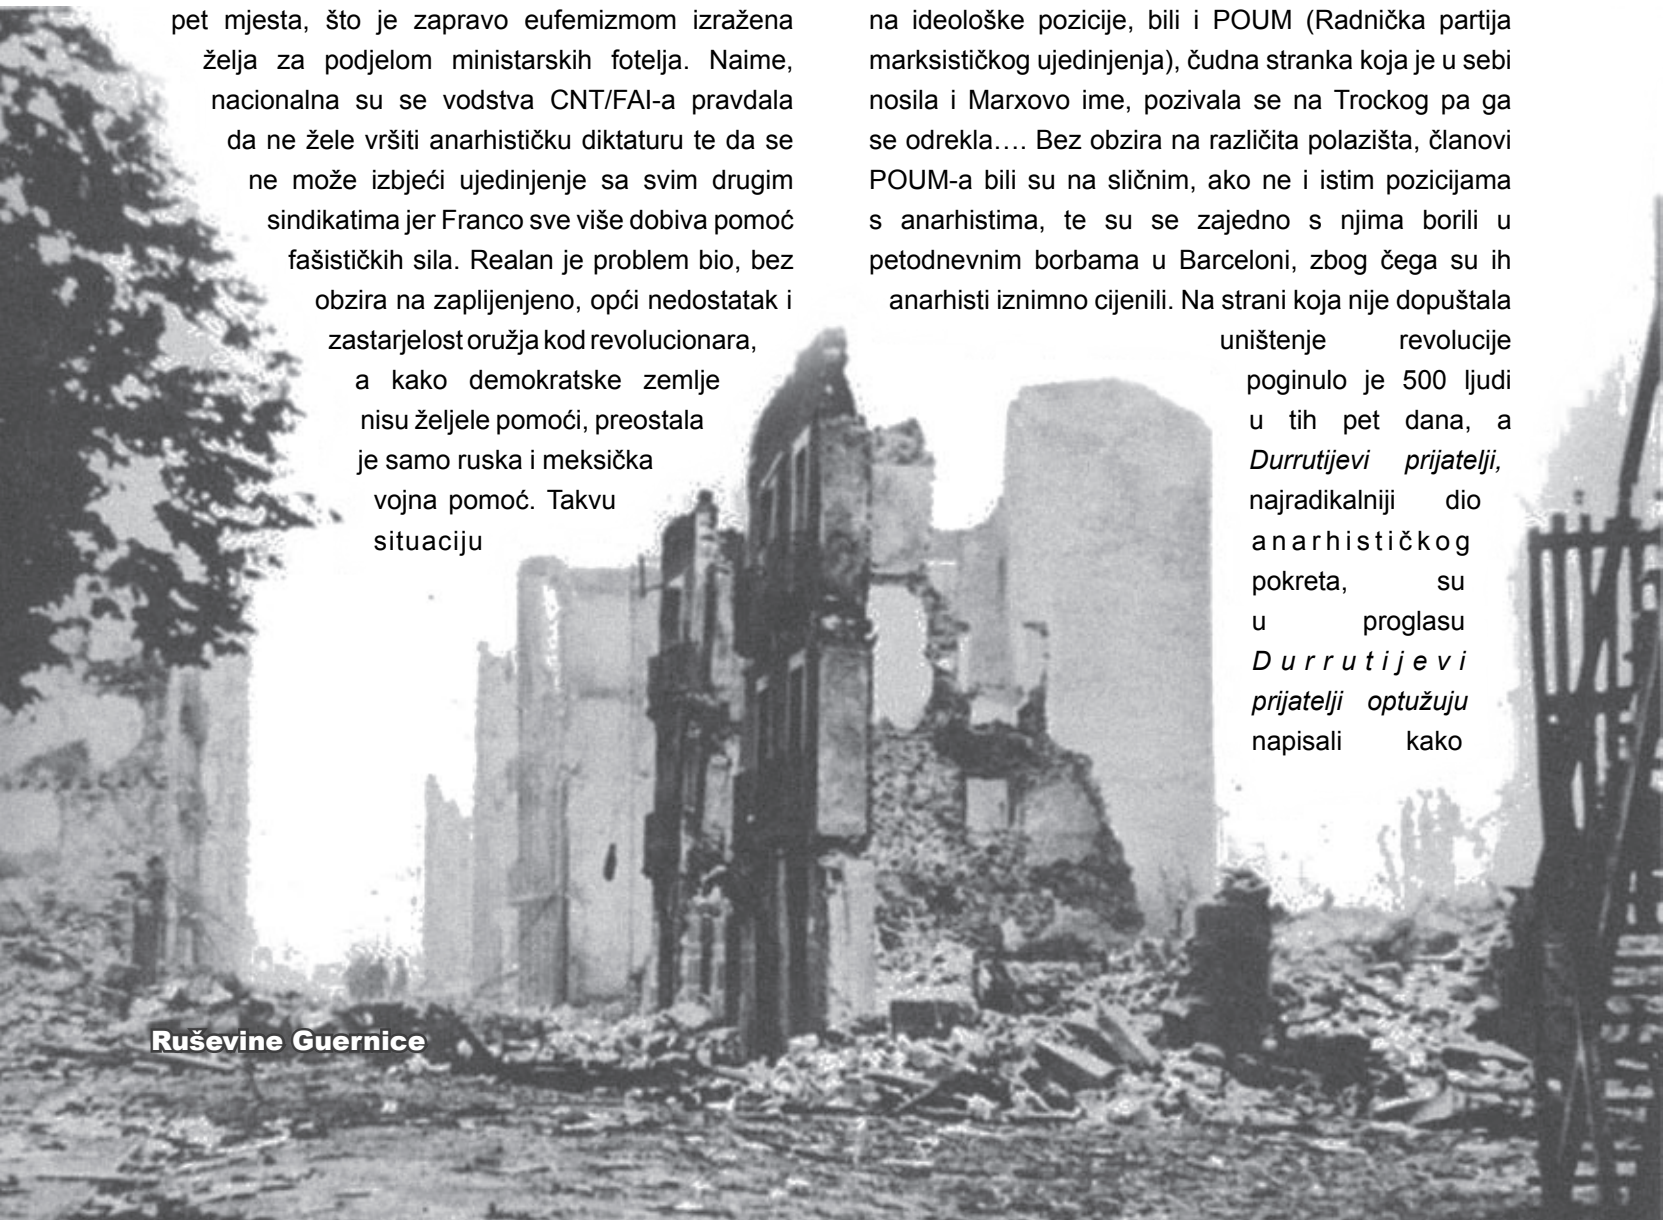 pet mjesta, što je zapravo eufemizmom izražena
želja za podjelom ministarskih fotelja. Naime,
nacionalna su se vodstva CNT/FAI-a pravdala
da ne žele vršiti anarhističku diktaturu te da se
ne može izbjeći ujedinjenje sa svim drugim
sindikatima jer Franco sve više dobiva pomoć
fašističkih sila. Realan je problem bio, bez
obzira na zaplijenjeno, opći nedostatak i
zastarjelost oružja kod revolucionara,
a kako demokratske zemlje
nisu željele pomoći, preostala
je samo ruska i meksička
vojna pomoć. Takvu
situaciju
na ideološke pozicije, bili i POUM (Radnička partija
marksističkog ujedinjenja), čudna stranka koja je u sebi
nosila i Marxovo ime, pozivala se na Trockog pa ga
se odrekla…. Bez obzira na različita polazišta, članovi
POUM-a bili su na sličnim, ako ne i istim pozicijama
s anarhistima, te su se zajedno s njima borili u
petodnevnim borbama u Barceloni, zbog čega su ih
anarhisti iznimno cijenili. Na strani koja nije dopuštala
uništenje revolucije
poginulo je 500 ljudi
u tih pet dana, a
Durrutijevi prijatelji,
najradikalniji dio
anarhističkog
pokreta, su
u proglasu
Durrutijevi
prijatelji optužuju
napisali kako
Ruševine Guernice